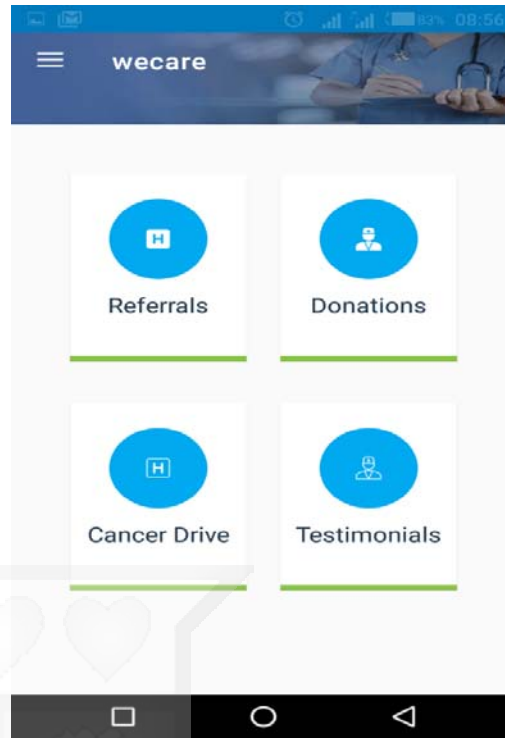 83% 08:56
wecare
H
Referrals
Donations
H
Cancer Drive
Testimonials